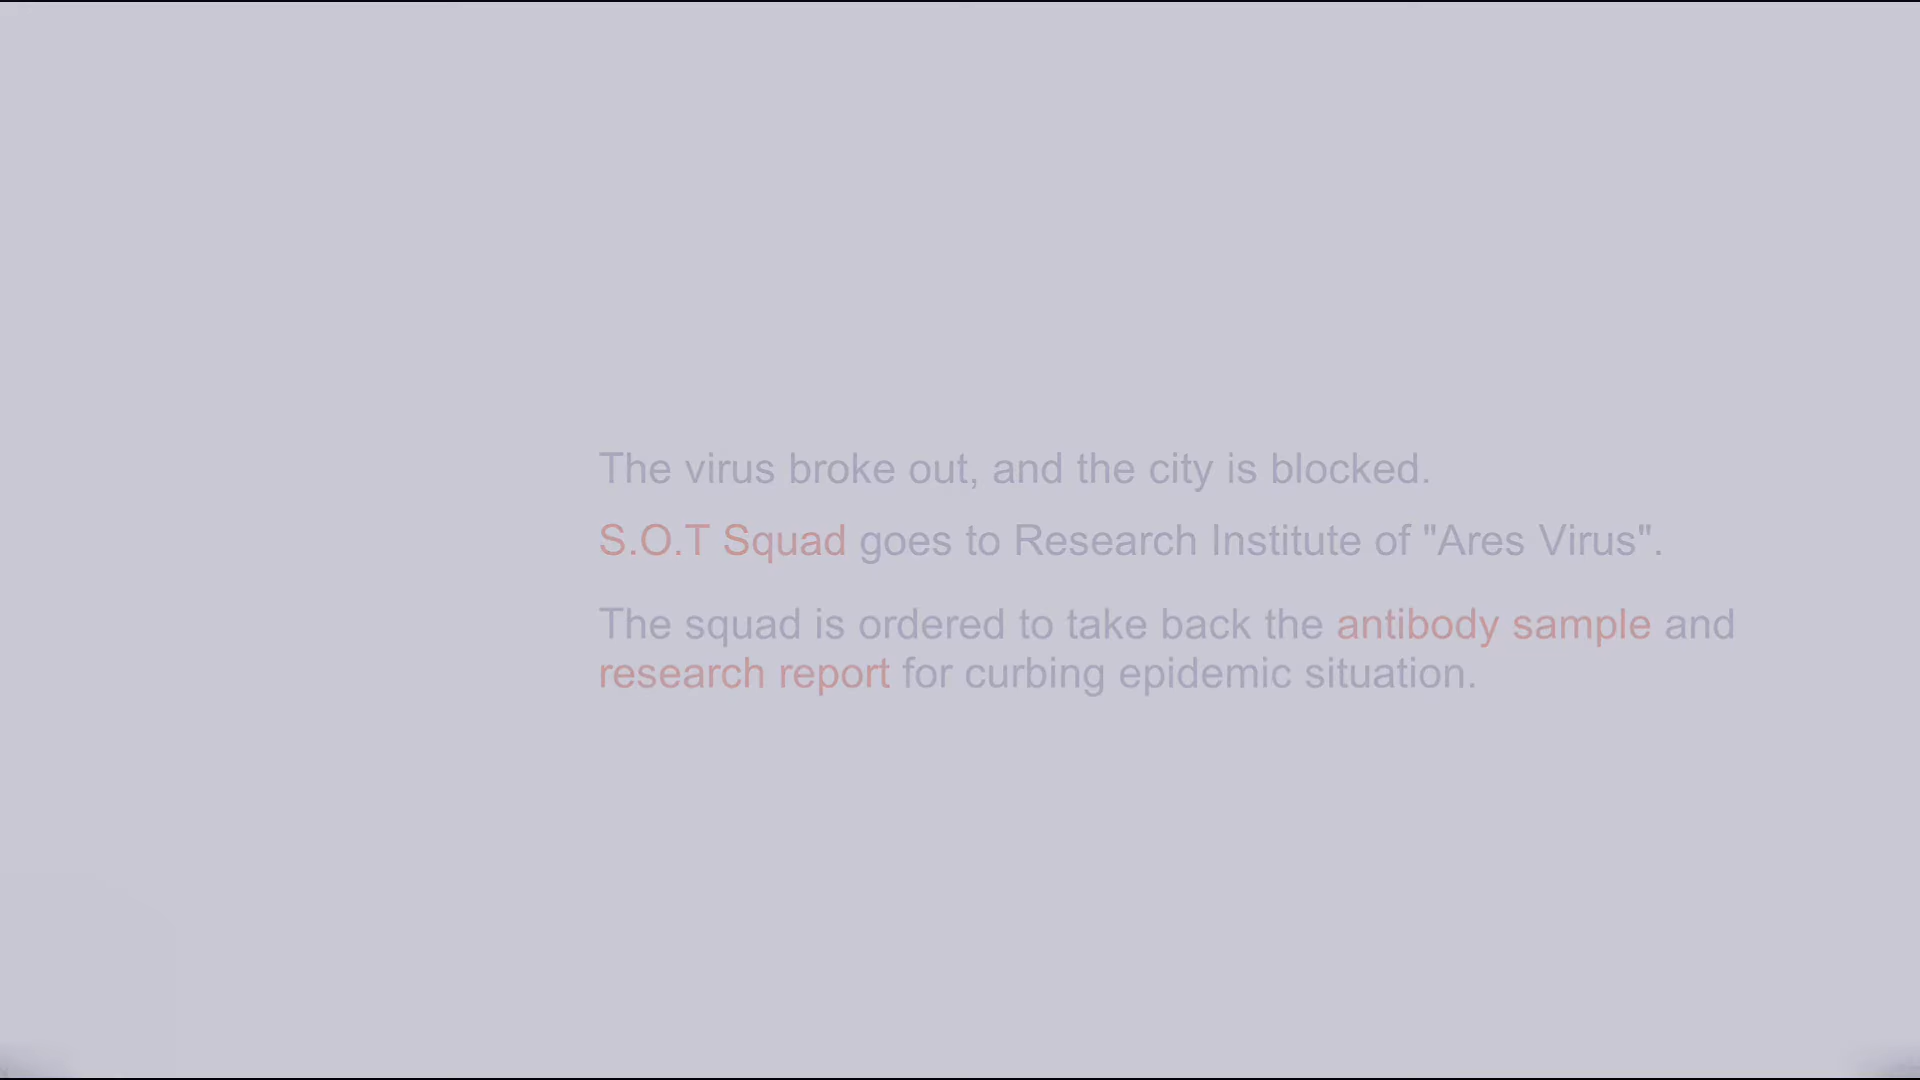 The virus broke out, and the city is blocked.
S.O.T Squad goes to Research Institute of "Ares Virus".
The squad is ordered to take back the antibody sample and
research report for curbing epidemic situation.